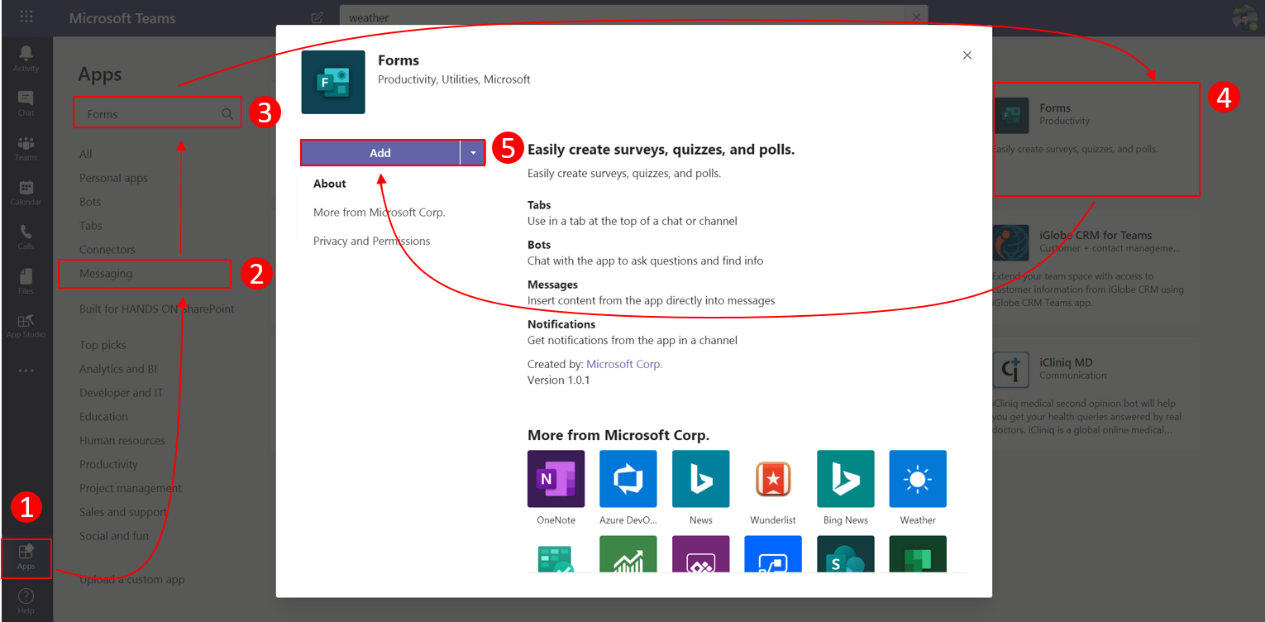 Microsoft Teams
weather
Activity
Chat
Teams
Calendar
Calls
Files
App Studio
1
Apps
Help
Apps
Forms
3
All
Personal apps
Bots
Tabs
Connectors
Messaging
2
Built for HANDS ON SharePoint
Top picks
Analytics and BI
Developer and IT
Education
Human resources
Productivity
Project management
Sales and support
Social and fun
Upload a custom app
F
Forms
Productivity, Utilities, Microsoft
Add
5
About
More from Microsoft Corp.
Privacy and Permissions
Easily create surveys, quizzes, and polls.
Easily create surveys, quizzes, and polls.
Tabs
Use in a tab at the top of a chat or channel
Bots
Chat with the app to ask questions and find info
Messages
Insert content from the app directly into messages
Notifications
Get notifications from the app in a channel
Created by: Microsoft Corp.
Version 1.0.1
More from Microsoft Corp.
N
OneNote
Azure DevO...
News
Wunderlist
Bing News
Weather
S
4
Forms
Productivity
Easily create surveys, quizzes, and polls.
iGlobe CRM for Teams
Customer + contact manageme...
Extend your team space with access to
customer information from iGlobe CRM using
iGlobe CRM Teams app.
iCliniq MD
Communication
iCliniq medical second opinion bot will help
you get your health queries answered by real
doctors. iCliniq is a global online medical...